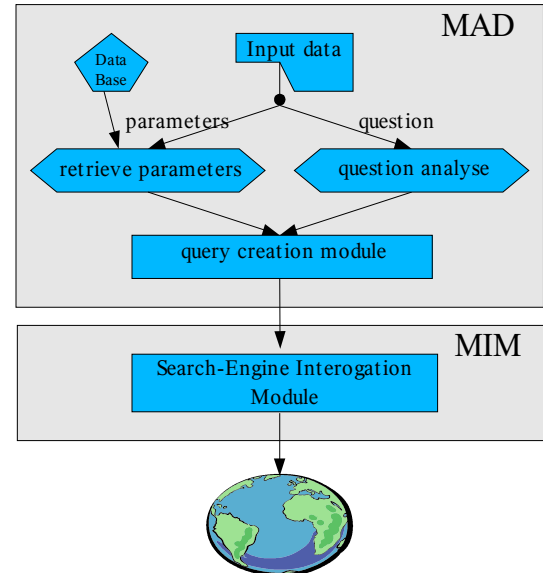 MAD
Data
Base
Input data
parameters
question
retrieve parameters
question analyse
query creation module
MIM
Search-Engine Interogation
Module